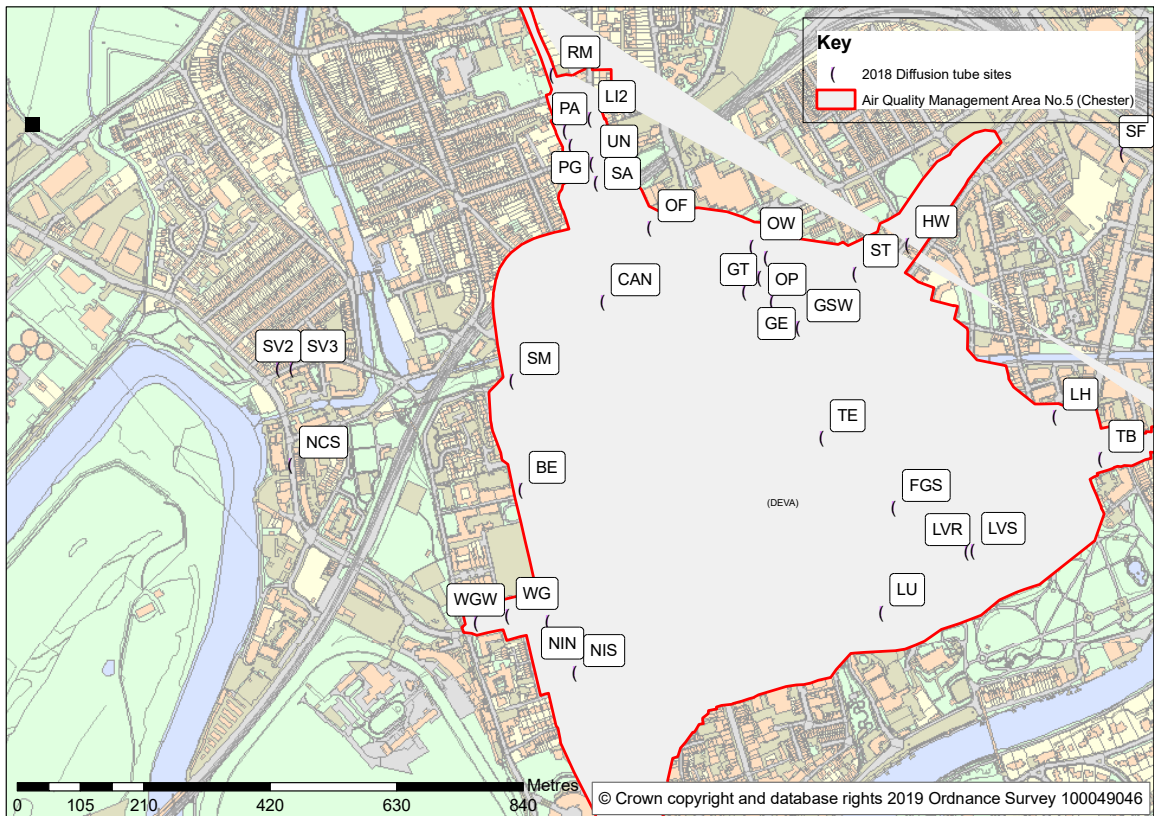 Key
2018 Diffusion tube sites
Air Quality Management Area No.5 (Chester)
RM
LI2
PA
UN
SF
PG
SA
OF
OW
HW
ST
GT
OP
CAN
GSW
GE
SV2
SV3
SM
LH
TE
TB
NCS
BE
FGS
(DEVA)
LVR
LVS
WGW
WG
LU
NIN
NIS
Metres
0 105 210 420 630 840
© Crown copyright and database rights 2019 Ordnance Survey 100049046